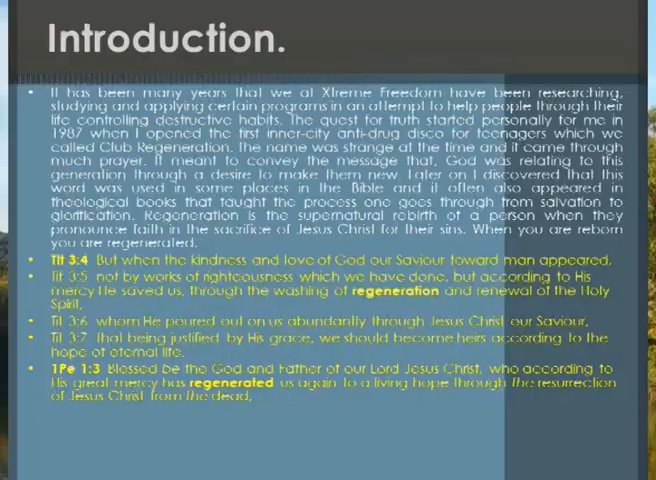 Introduction.
• It has been many years that we at Xtreme Freedom have been researching,
studying and applying certain programs in an attempt to help people through their
life controlling destructive habits. The quest for truth started personally for me in
1987 when I opened the first inner-city anti-drug disco for teenagers which we
called Club Regeneration. The name was strange at the time and it came through
much prayer. It meant to convey the message that, God was relating to this
generation through a desire to make them new. Later on I discovered that this
word was used in some places in the Bible and it often also appeared in
theological books that taught the process one goes through from salvation to
glorification. Regeneration is the supernatural rebirth of a person when they
pronounce faith in the sacrifice of Jesus Christ for their sins. When you are reborn
you are regenerated.
• Tit 3:4 But when the kindness and love of God our Saviour toward man appeared,
• Tit 3:5 not by works of righteousness which we have done, but according to His
mercy He saved us, through the washing of regeneration and renewal of the Holy
Spirit,
• Tit 3:6 whom He poured out on us abundantly through Jesus Christ our Saviour,
• Tit 3:7 that being justified by His grace, we should become heirs according to the
hope of eternal life.
• 1Pe 1:3 Blessed be the God and Father of our Lord Jesus Christ, who according to
His great mercy has regenerated us again to a living hope through the resurrection
of Jesus Christ from the dead,